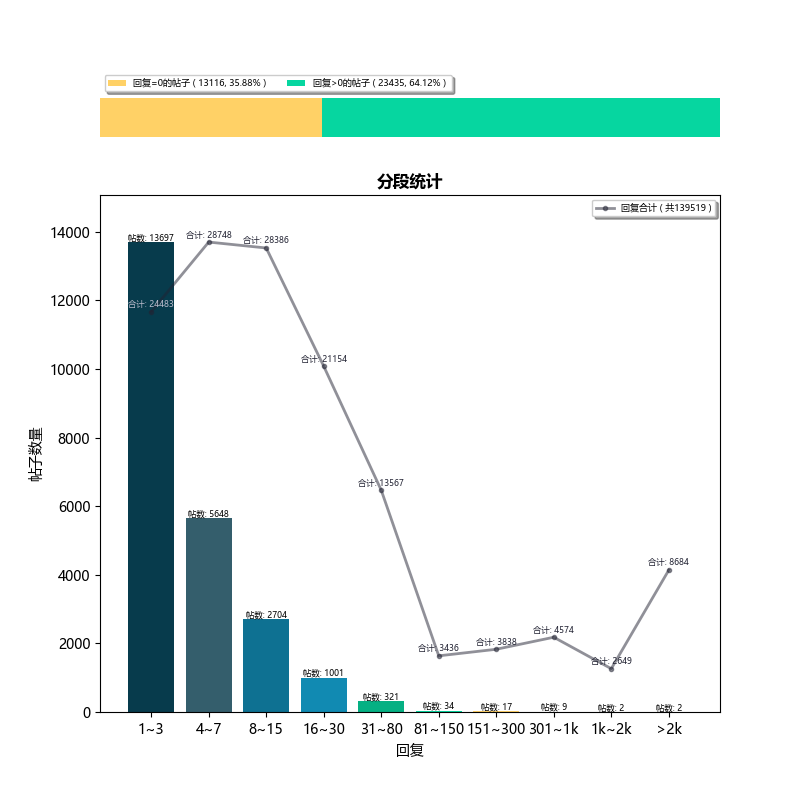 回复=0的帖子 ( 13116, 35.88% )
回复>0的帖子 ( 23435, 64.12% )
分段统计
回复合计 ( 共139519 )
14000
12000
10000
8000
6000
4000
2000
0
帖子数量
帖数: 13697
合计: 24483
合计: 28748
合计: 28386
合计: 21154
合计: 13567
合计: 3436
合计: 3838
合计: 4574
合计: 2649
合计: 8684
帖数: 5648
帖数: 2704
帖数: 1001
帖数: 321
帖数: 34
帖数: 17
帖数: 9
帖数: 2
帖数: 2
1~3
4~7
8~15
16~30
31~80
81~150
151~300
301~1k
1k~2k
>2k
回复